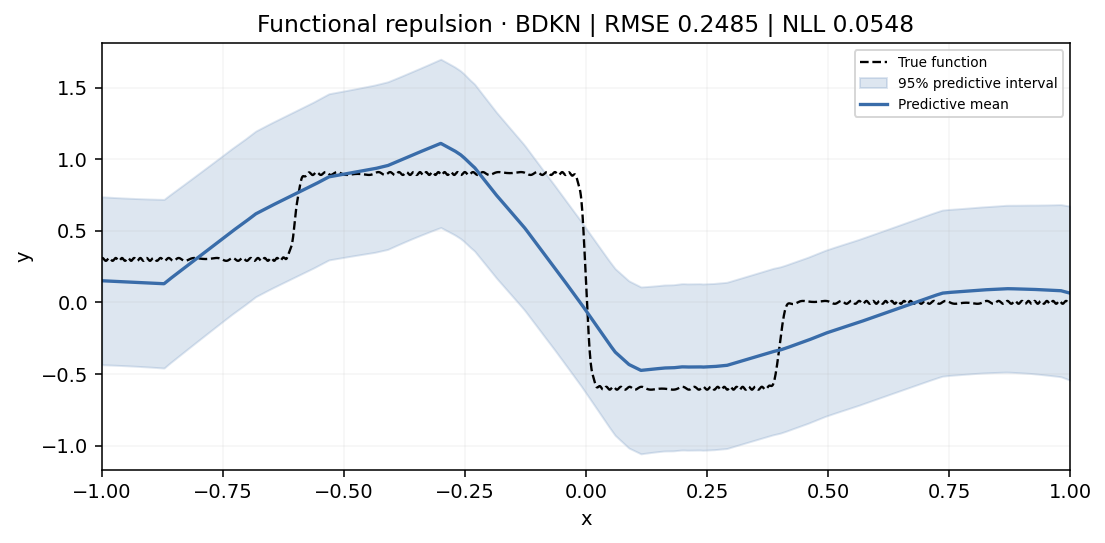 Functional repulsion · BDKN | RMSE 0.2485 | NLL 0.0548
True function
95% predictive interval
Predictive mean
y
1.5
1.0
0.5
0.0
−0.5
−1.0
−1.00 −0.75 −0.50 −0.25 0.00 0.25 0.50 0.75 1.00
x